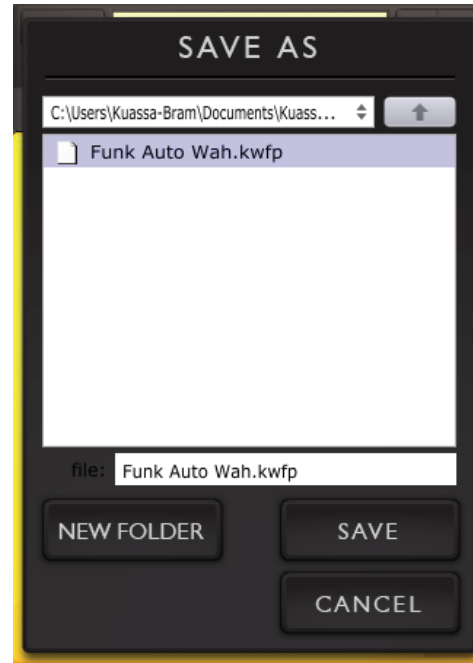 SAVE AS
C:\Users\Kuassa-Bram\Documents\Kuass...
Funk Auto Wah.kwfp
file: Funk Auto Wah.kwfp
NEW FOLDER
SAVE
CANCEL